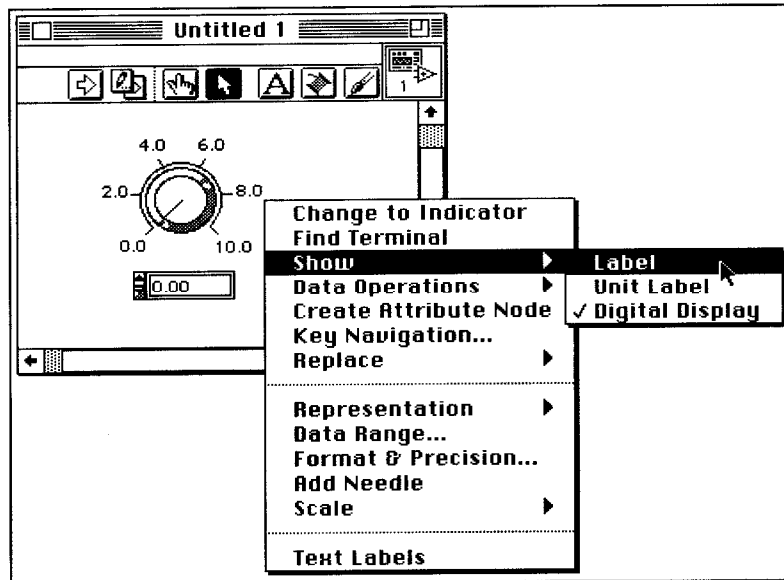 Untitled 1
A
1
4.0 6.0
2.0 8.0
0.0 10.0
0.00
Change to Indicator
Find Terminal
Show
Label
Data Operations
Unit Label
Create Attribute Node
✓ Digital Display
Key Navigation...
Replace
Representation
Data Range...
Format & Precision...
Add Needle
Scale
Text Labels